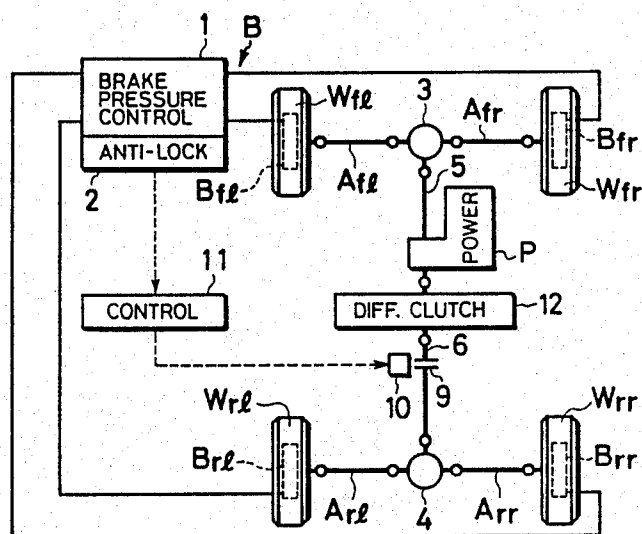 1
B
BRAKE
PRESSURE
CONTROL
ANTI-LOCK
2
Wfℓ
Bfℓ
Afℓ
3
Afr
Bfr
Wfr
5
POWER
P
11
CONTROL
DIFF. CLUTCH
12
6
10
9
Wrℓ
Wrr
Brℓ
Brr
Arℓ
4
Arr